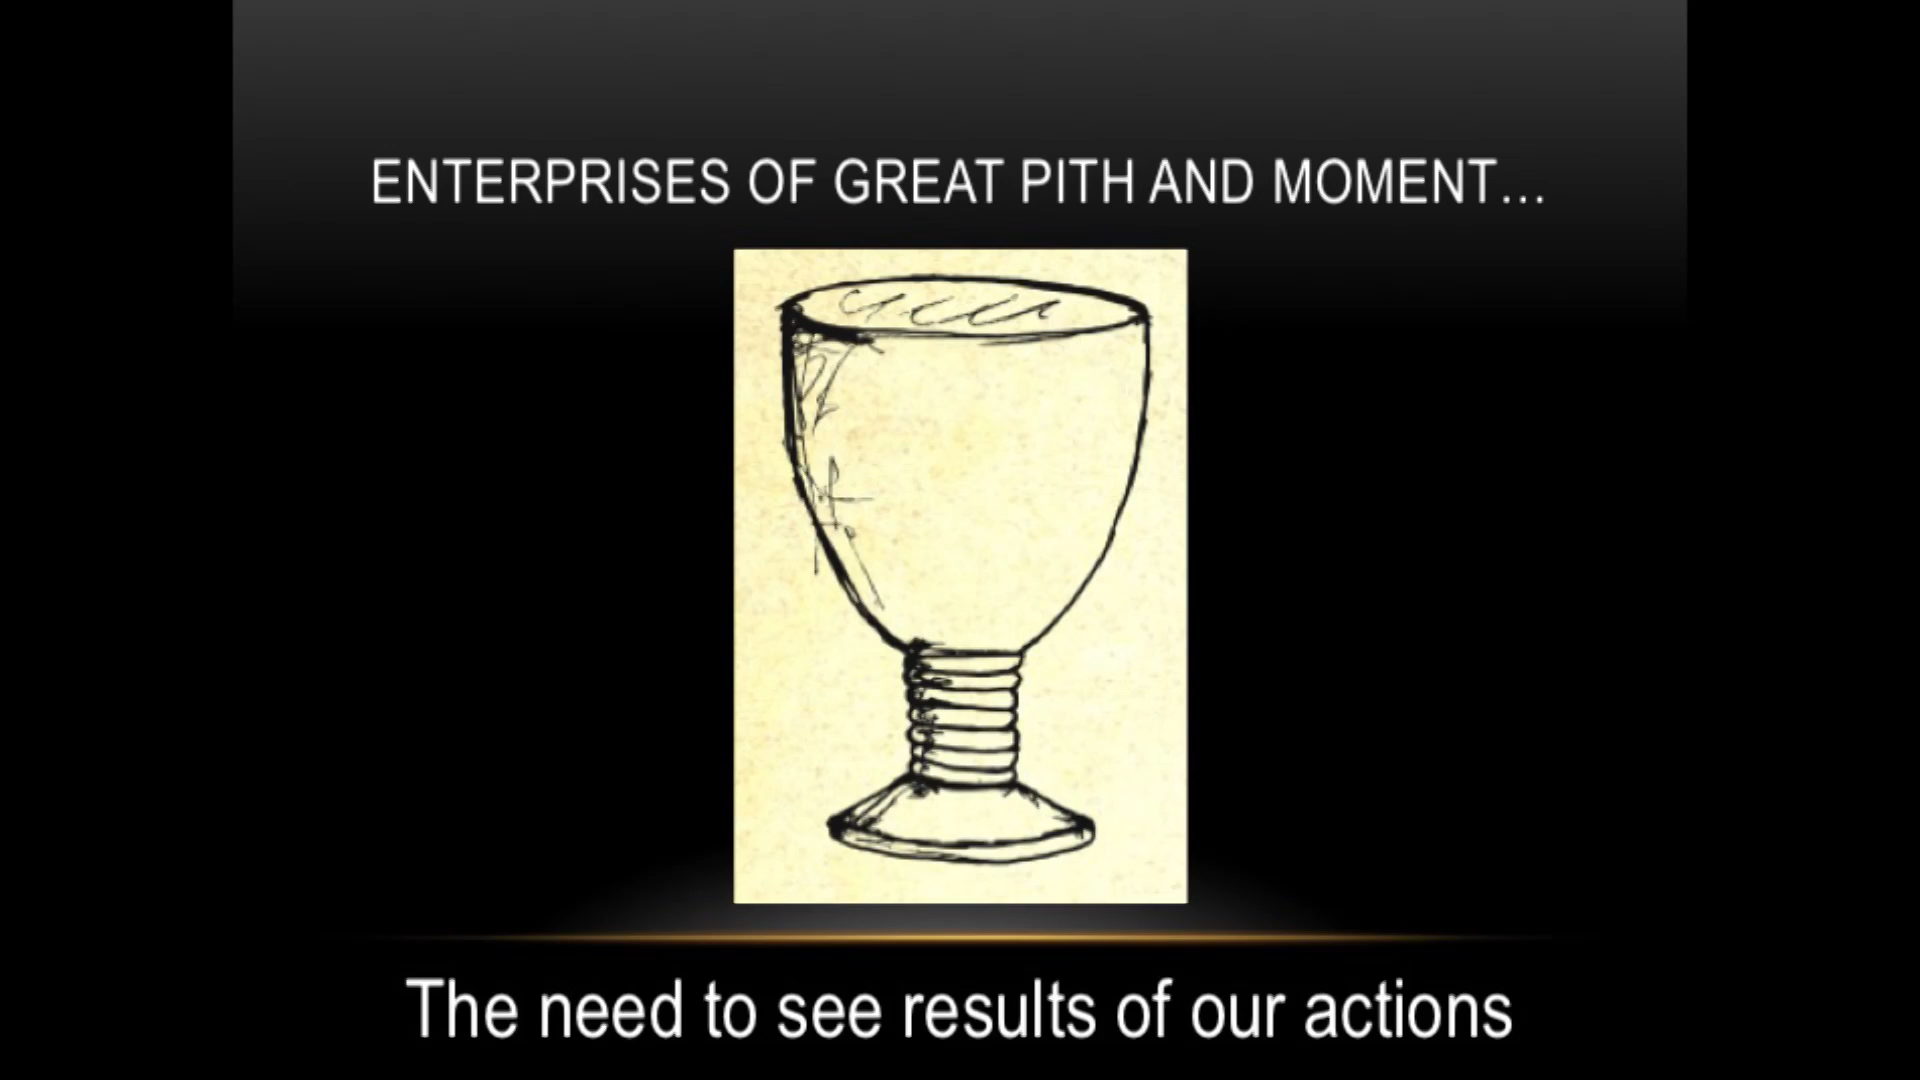 ENTERPRISES OF GREAT PITH AND MOMENT...
The need to see results of our actions